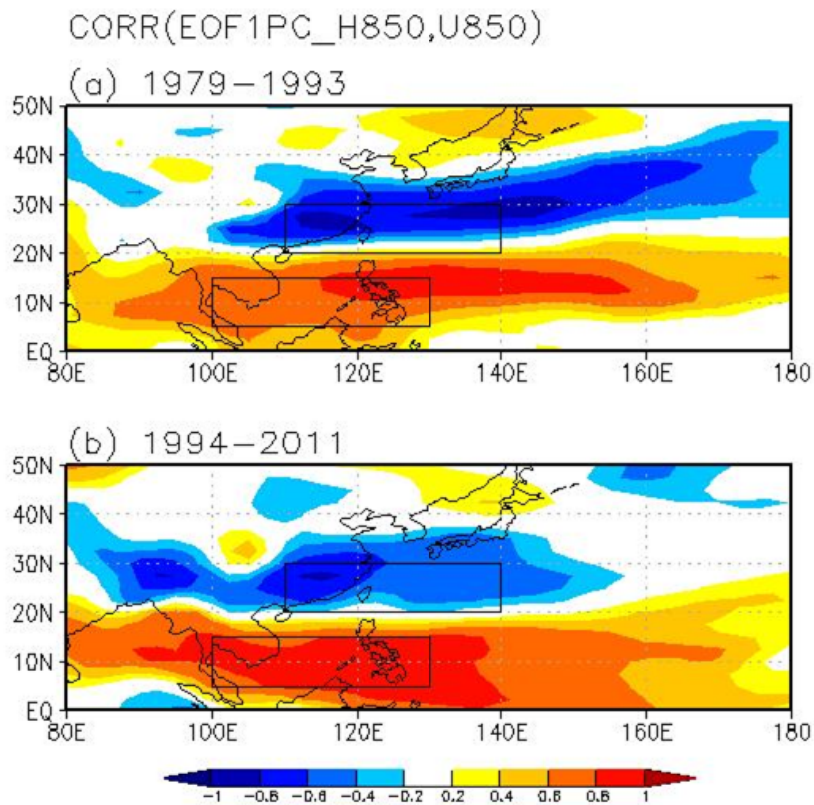 CORR(EOF1PC_H850,U850)
(a) 1979-1993
50N
40N
30N
20N
10N
EQ
80E 100E 120E 140E 160E 180
(b) 1994-2011
50N
40N
30N
20N
10N
EQ
80E 100E 120E 140E 160E 180
-1 -0.8 -0.6 -0.4 -0.2 0.2 0.4 0.6 0.8 1